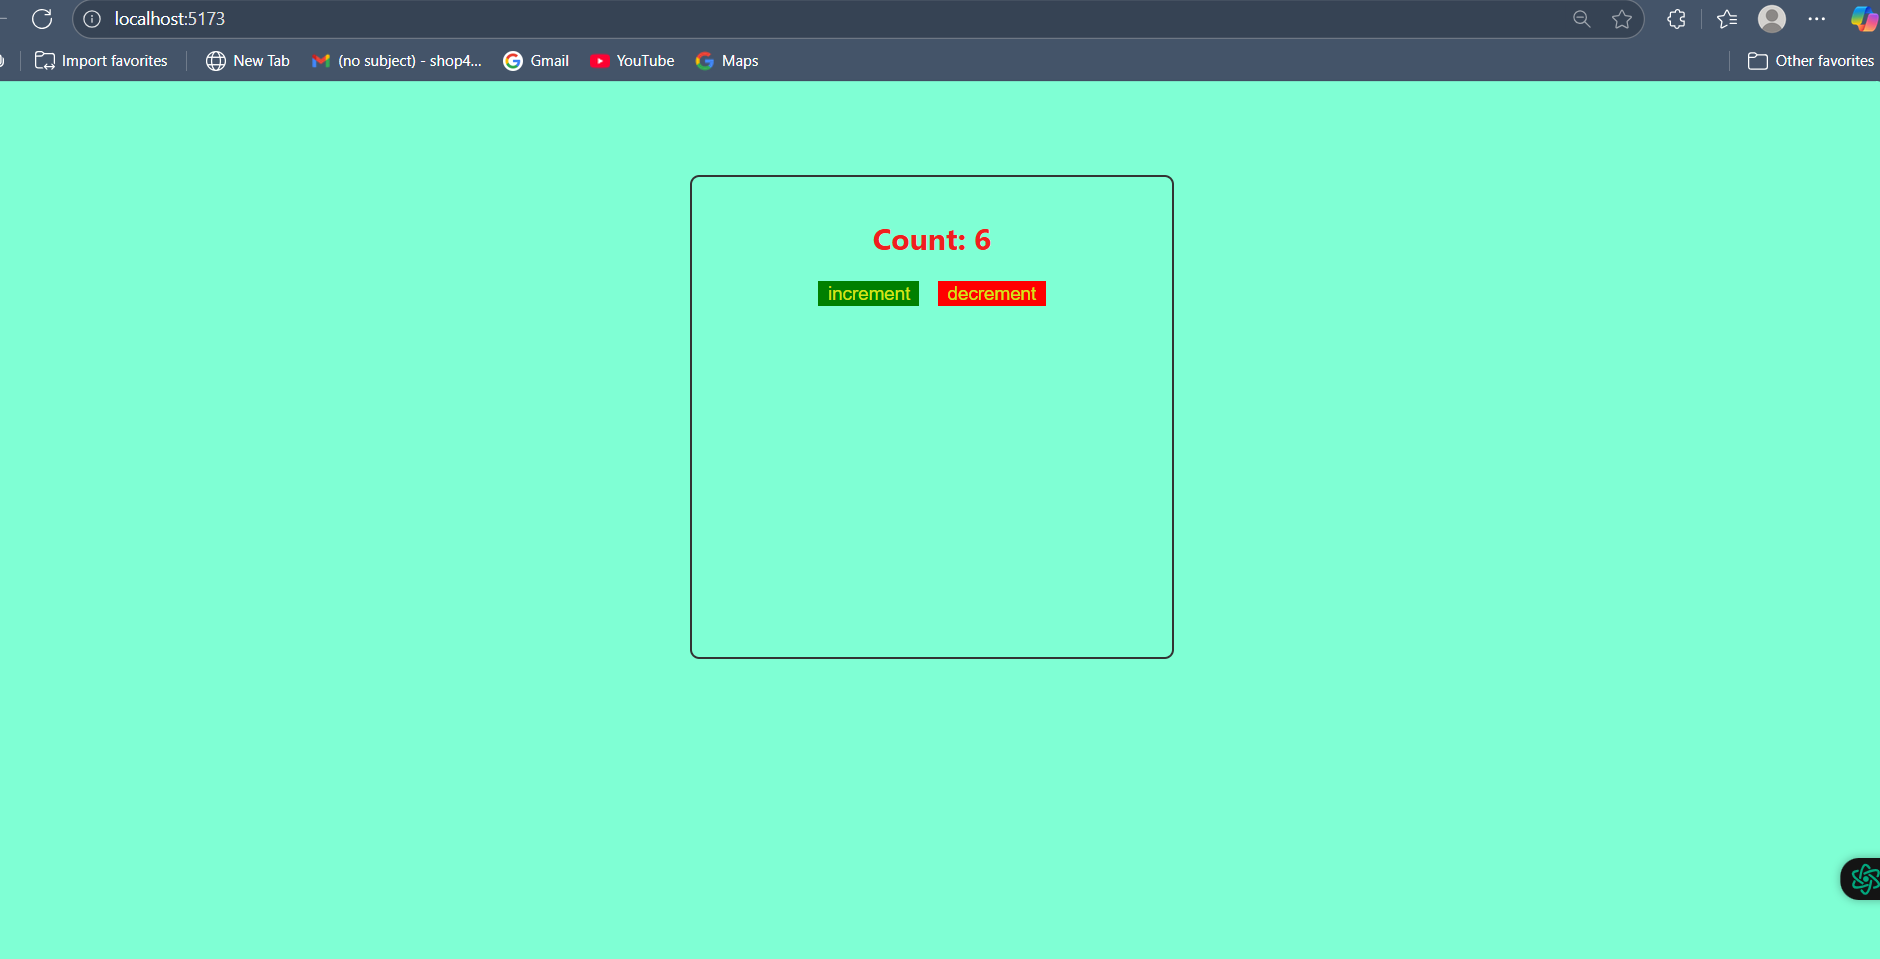 localhost:5173
Import favorites New Tab (no subject) - shop4... Gmail YouTube Maps Other favorites
Count: 6
increment decrement